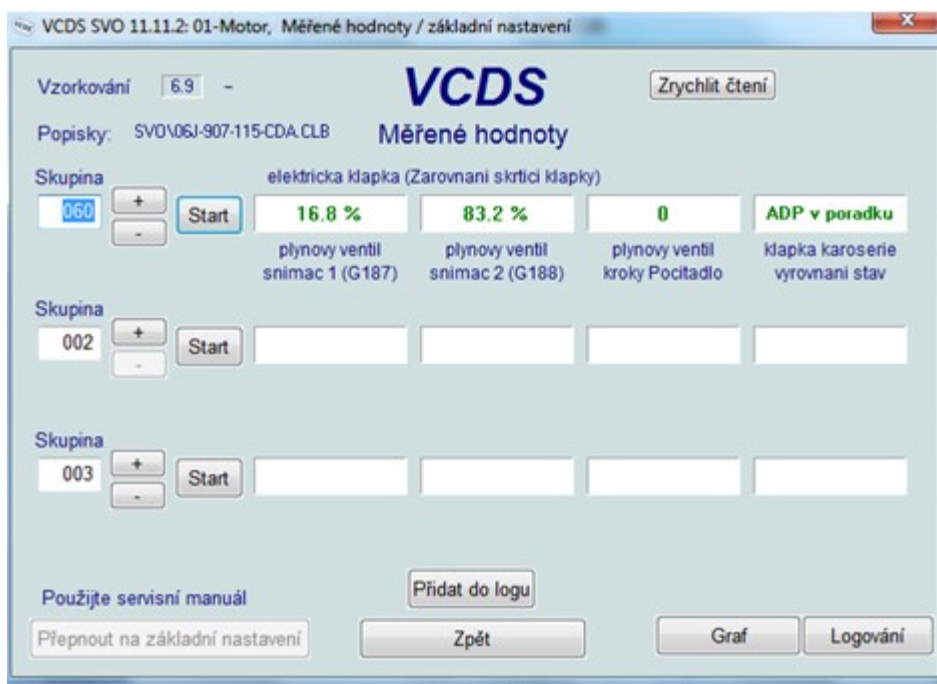 VCDS SVO 11.11.2: 01-Motor, Měřené hodnoty / základní nastavení
Vzorkování 6.9 -
VCDS
Zrychlit čtení
Popisky: SVO\06J-907-115-CDA.CLB
Měřené hodnoty
Skupina
elektricka klapka (Zarovnani skrtici klapky)
060 + - Start 16.8 % 83.2 % 0 ADP v poradku
plynovy ventil snimac 1 (G187)
plynovy ventil snimac 2 (G188)
plynovy ventil kroky Pocitadlo
klapka karoserie vyrovnani stav
Skupina
002 + - Start
Skupina
003 + - Start
Použijte servisní manuál
Přidat do logu
Přepnout na základní nastavení
Zpět
Graf
Logování